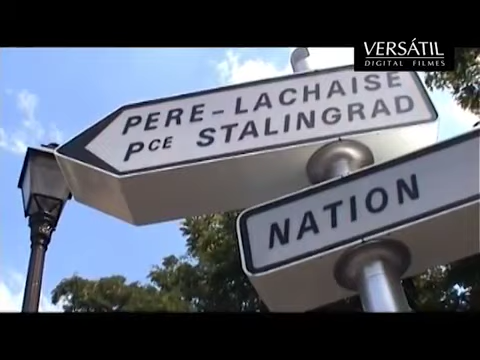 VERSÁTIL
DIGITAL FILMES
PERE-LACHAISE
PCE STALINGRAD
NATION